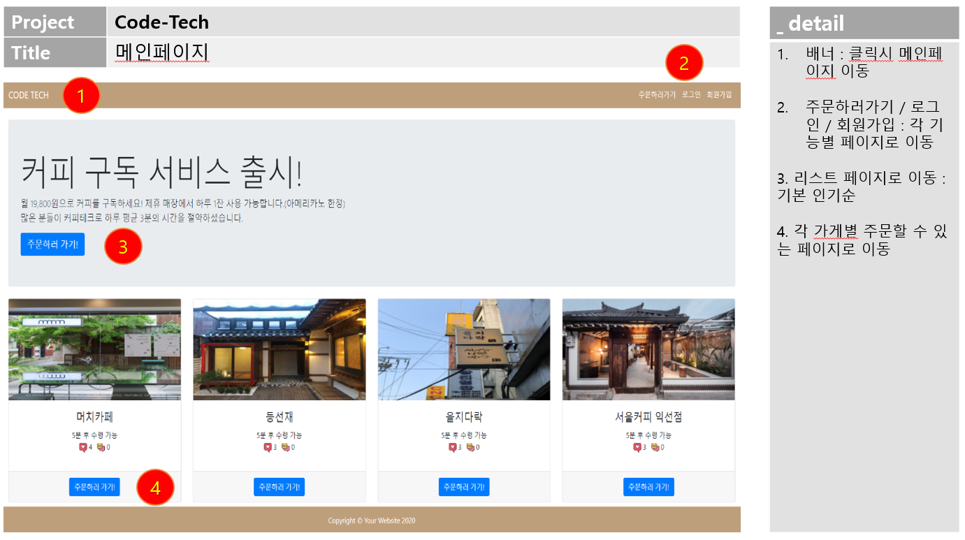 Project
Code-Tech
Title
메인페이지
2
CODE TECH
1
주문하러가기 로그인 회원가입
커피 구독 서비스 출시!
월 19,800원으로 커피를 구독하세요! 제휴 매장에서 하루 1잔 사용 가능합니다.(아메리카노 한정)
많은 분들이 커피테크로 하루 평균 3분의 시간을 절약하셨습니다.
주문하러 가기!
3
머치카페
5분 후 수령 가능
4 0
주문하러 가기!
4
동선재
5분 후 수령 가능
3 0
주문하러 가기!
을지다락
5분 후 수령 가능
3 0
주문하러 가기!
서울커피 익선점
5분 후 수령 가능
3 0
주문하러 가기!
Copyright © Your Website 2020
_ detail
1. 배너 : 클릭시 메인페
이지 이동
2. 주문하러가기 / 로그
인 / 회원가입 : 각 기
능별 페이지로 이동
3. 리스트 페이지로 이동 :
기본 인기순
4. 각 가게별 주문할 수 있
는 페이지로 이동